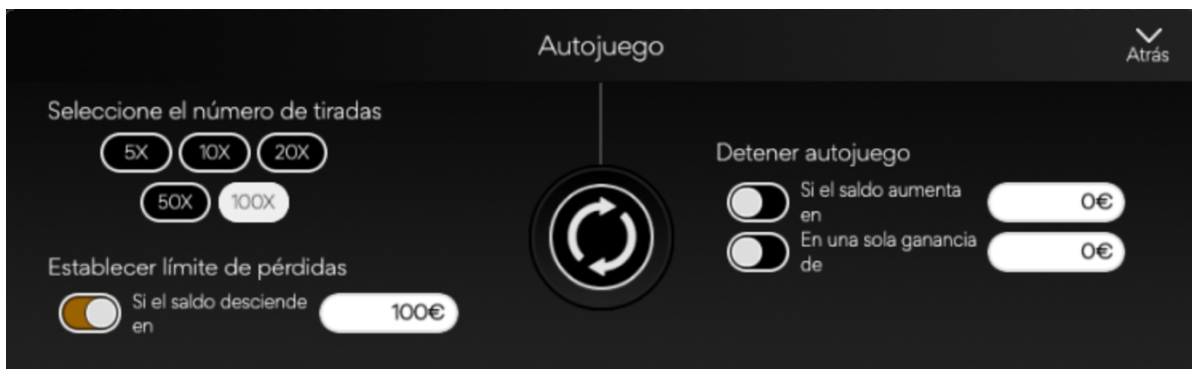 Autojuego
Atrás
Seleccione el número de tiradas
5X 10X 20X
50X 100X
Establecer límite de pérdidas
Si el saldo desciende
en
100€
Detener autojuego
Si el saldo aumenta
en
0€
En una sola ganancia
de
0€